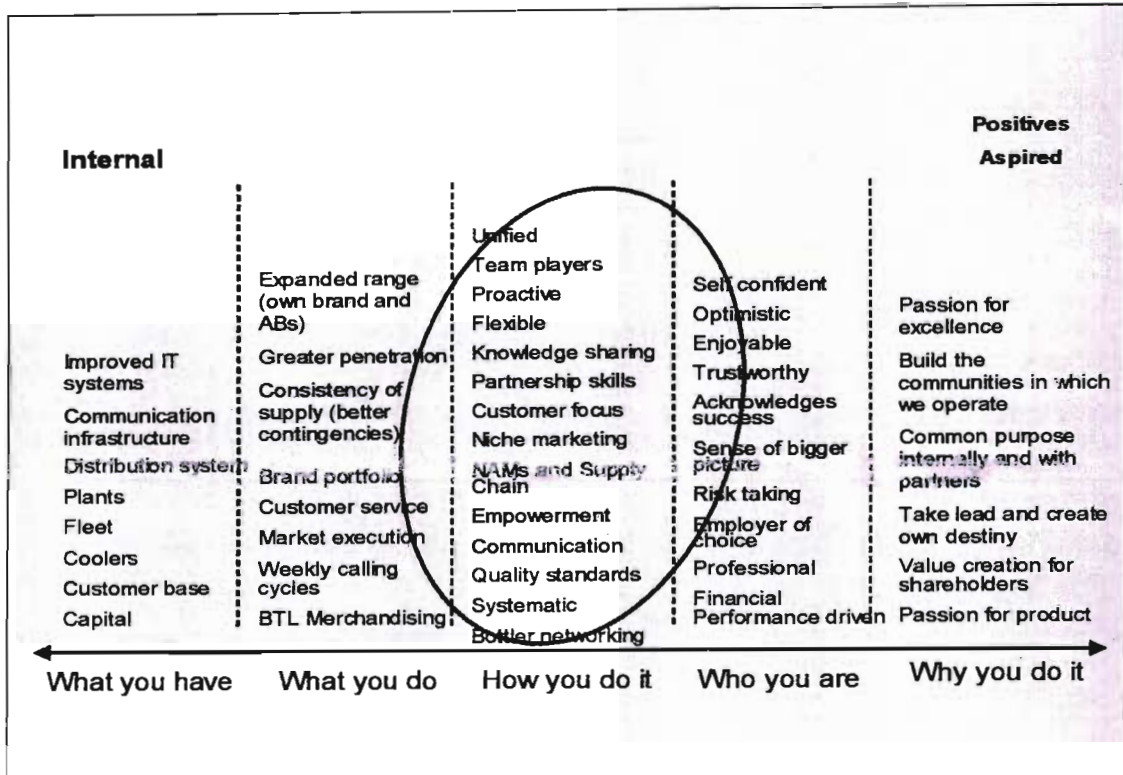 Positives
Aspired
Internal
Improved IT
systems
Communication
infrastructure
Distribution system
Plants
Fleet
Coolers
Customer base
Capital
Expanded range
(own brand and
ABs)
Greater penetration
Consistency of
supply (better
contingencies)
Brand portfolio
Customer service
Market execution
Weekly calling
cycles
BTL Merchandising
Unified
Team players
Proactive
Flexible
Knowledge sharing
Partnership skills
Customer focus
Niche marketing
NAMs and Supply
Chain
Empowerment
Communication
Quality standards
Systematic
Bottler networking
Self confident
Optimistic
Enjoyable
Trustworthy
Acknowledges
success
Sense of bigger
picture
Risk taking
Employer of
choice
Professional
Financial
Performance driven
Passion for
excellence
Build the
communities in which
we operate
Common purpose
internally and with
partners
Take lead and create
own destiny
Value creation for
shareholders
Passion for product
What you have
What you do
How you do it
Who you are
Why you do it